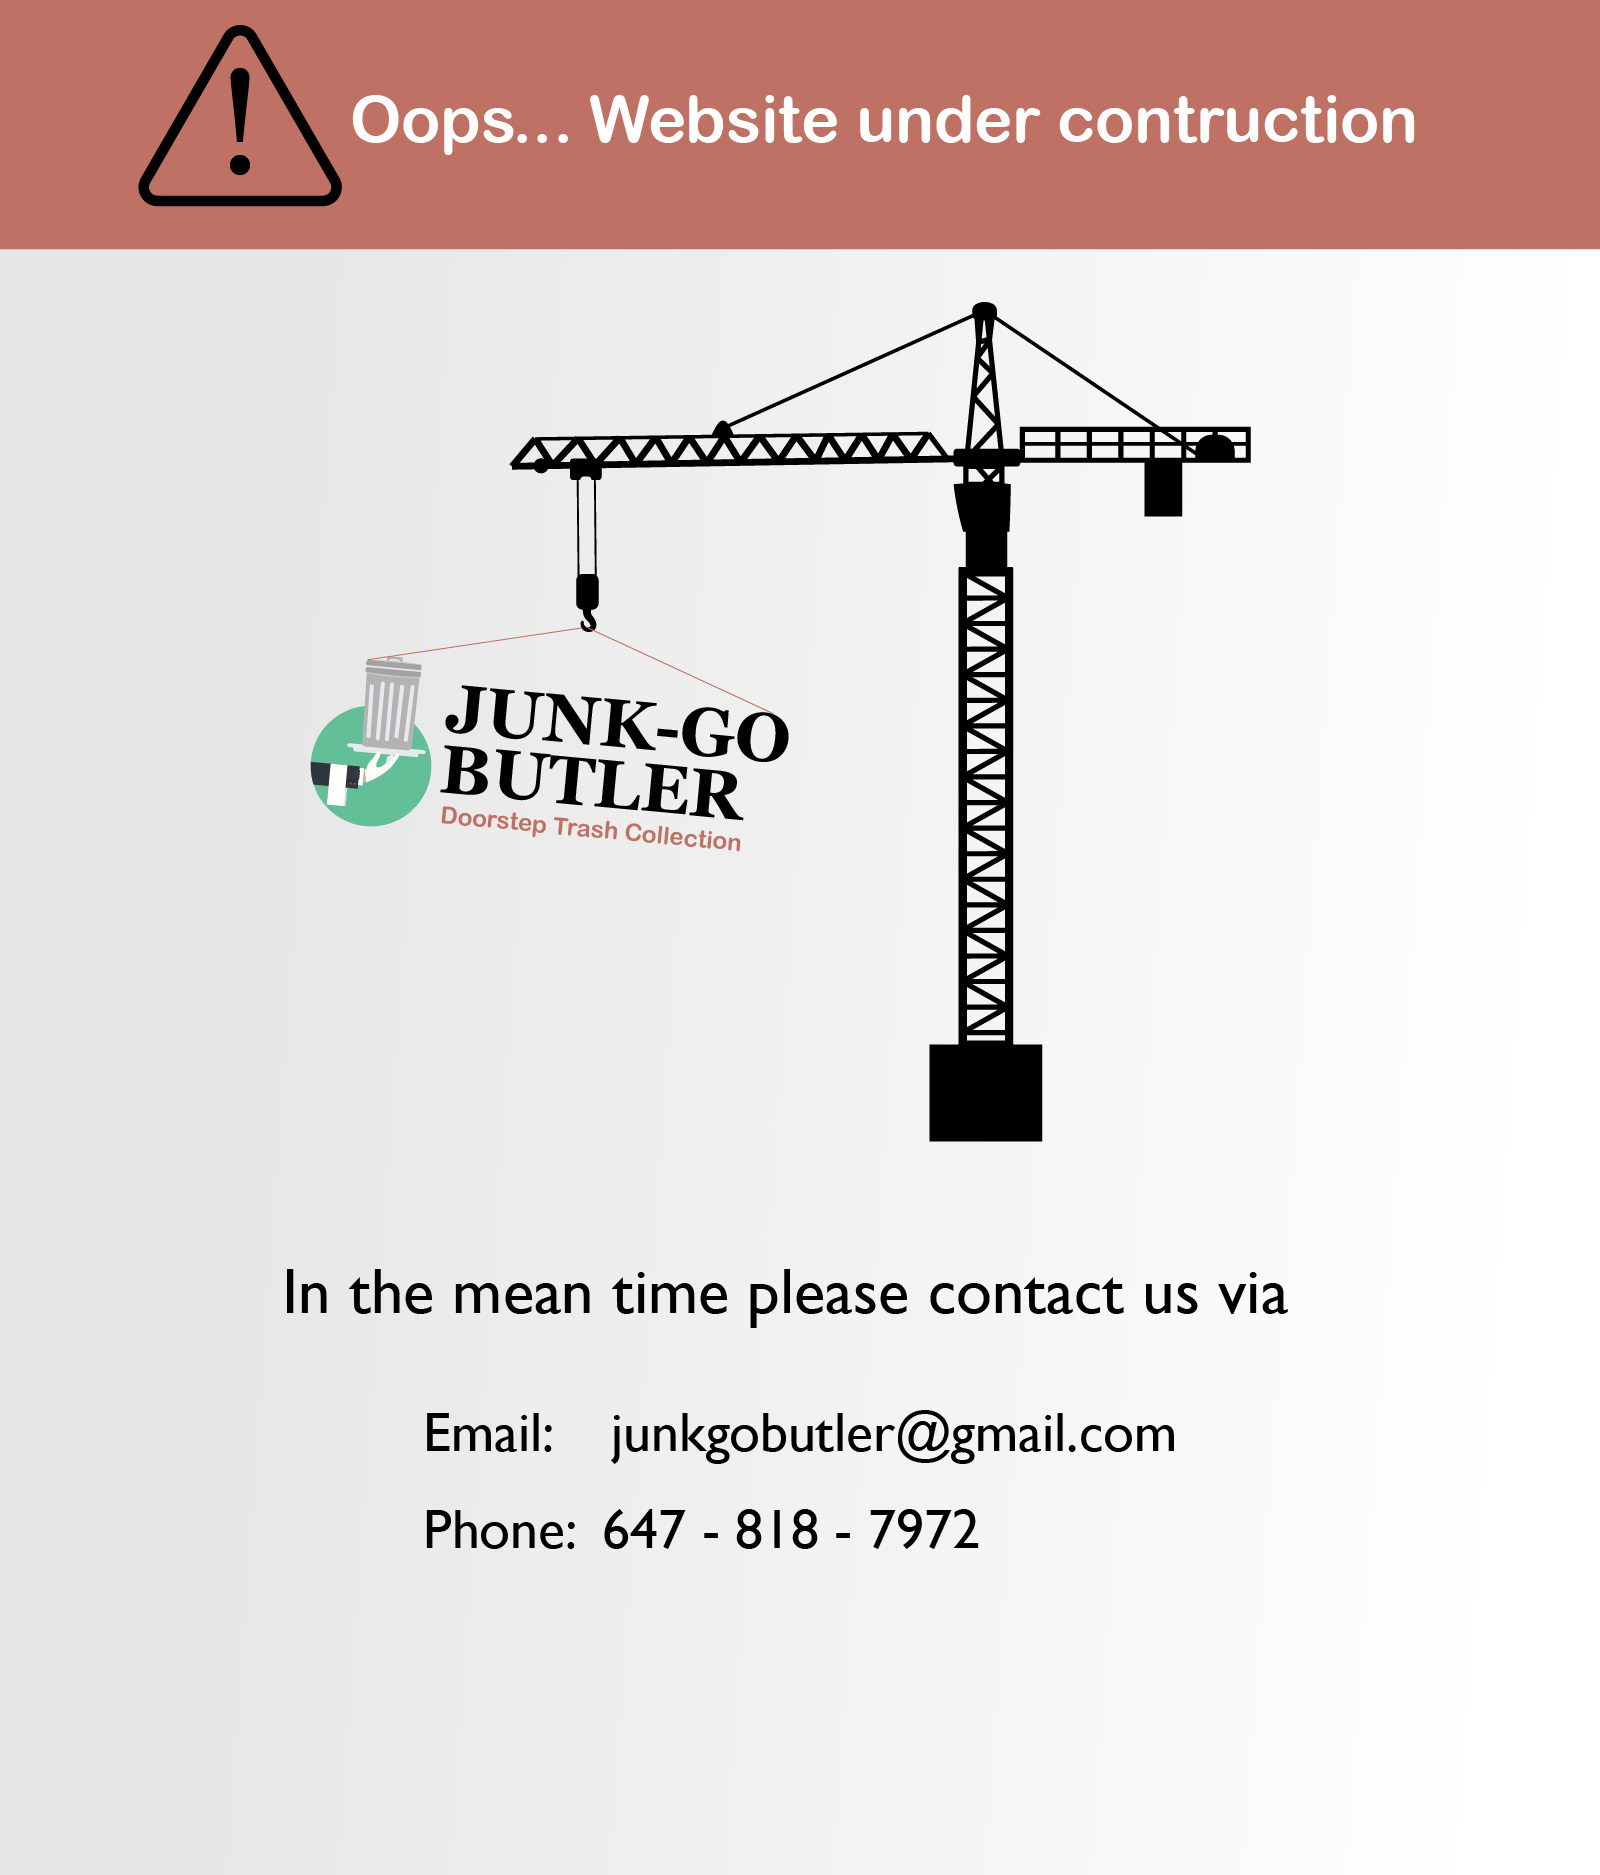 Oops... Website under contruction
JUNK-GO
BUTLER
Doorstep Trash Collection
In the mean time please contact us via
Email: junkgobutler@gmail.com
Phone: 647 - 818 - 7972